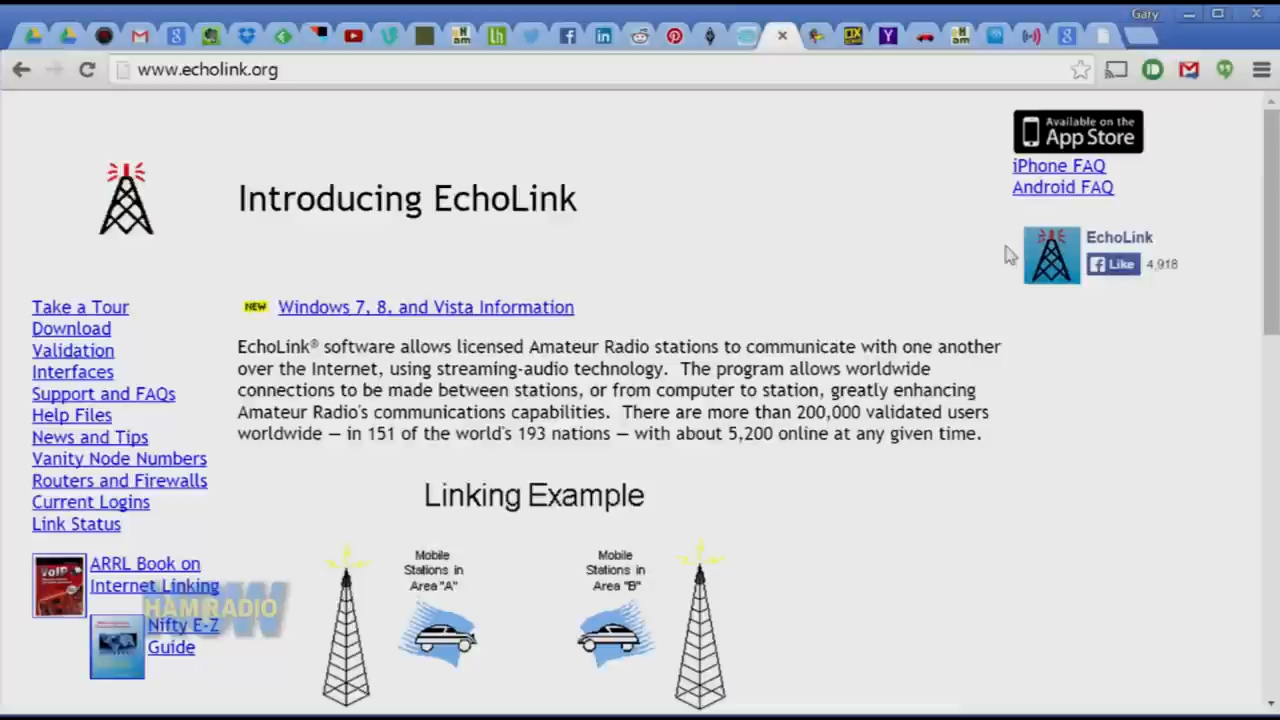 Gary
www.echolink.org
Available on the
App Store
iPhone FAQ
Android FAQ
Introducing EchoLink
EchoLink
Like 4,918
Take a Tour
Download
Validation
Interfaces
Support and FAQs
Help Files
News and Tips
Vanity Node Numbers
Routers and Firewalls
Current Logins
Link Status
NEW Windows 7, 8, and Vista Information
EchoLink® software allows licensed Amateur Radio stations to communicate with one another
over the Internet, using streaming-audio technology. The program allows worldwide
connections to be made between stations, or from computer to station, greatly enhancing
Amateur Radio's communications capabilities. There are more than 200,000 validated users
worldwide — in 151 of the world's 193 nations — with about 5,200 online at any given time.
Linking Example
Mobile
Stations in
Area "A"
Mobile
Stations in
Area "B"
VoIP
ARRL Book on
Internet Linking
HAM RADIO
Nifty E-Z
Guide